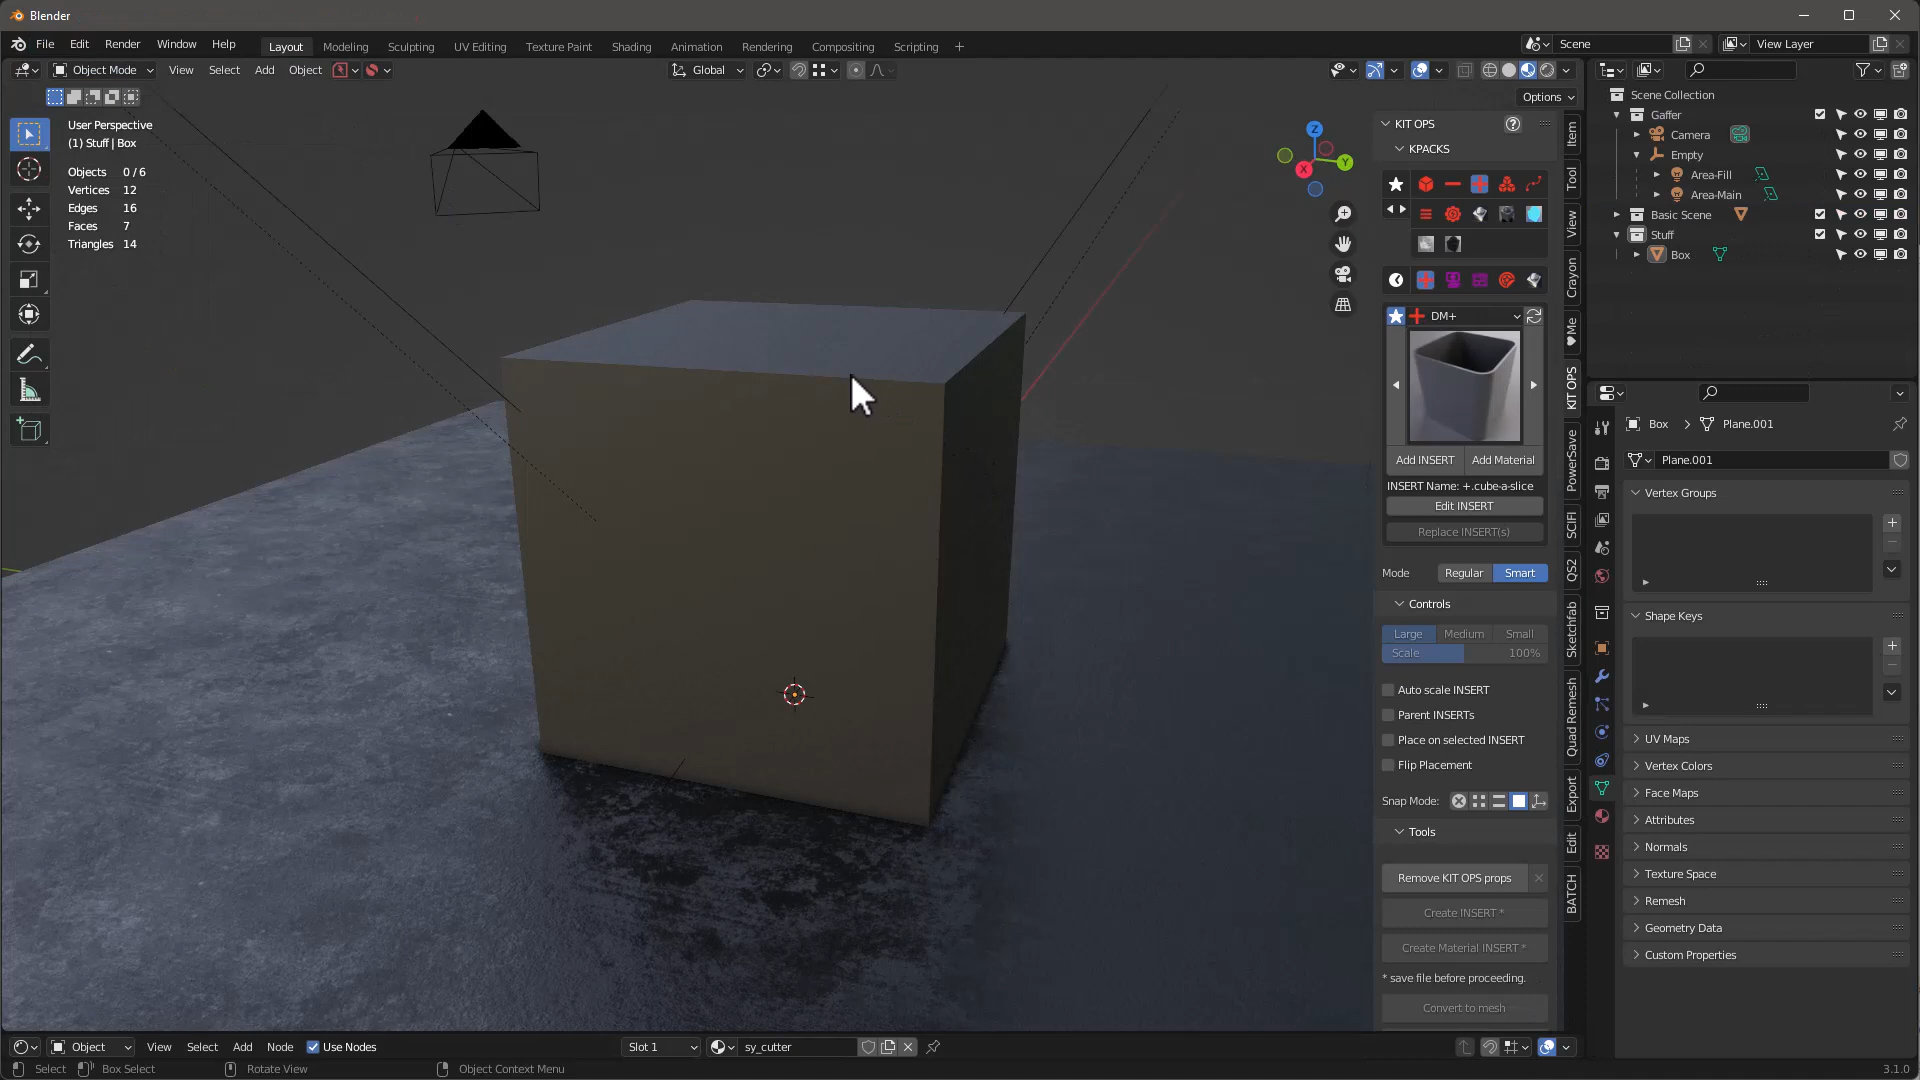 Blender
File Edit Render Window Help Layout Modeling Sculpting UV Editing Texture Paint Shading Animation Rendering Compositing Scripting Scene View Layer
Object Mode View Select Add Object Global
Options
User Perspective
(1) Stuff | Box
Objects 0/6
Vertices 12
Edges 16
Faces 7
Triangles 14
Z
Y
X
KIT OPS
KPACKS
DM+
Add INSERT Add Material
INSERT Name: +.cube-a-slice
Edit INSERT
Replace INSERT(s)
Mode Regular Smart
Controls
Large Medium Small
Scale 100%
Auto scale INSERT
Parent INSERTs
Place on selected INSERT
Flip Placement
Snap Mode:
Tools
Remove KIT OPS props
Create INSERT *
Create Material INSERT *
* save file before proceeding.
Convert to mesh
Item
Tool
View
Crayon
Me
KIT OPS
PowerSave
SCIFI
QS2
Sketchfab
Quad Remesh
Export
Edit
BATCH
Scene Collection
Gaffer
Camera
Empty
Area-Fill
Area-Main
Basic Scene
Stuff
Box
Box > Plane.001
Plane.001
Vertex Groups
Shape Keys
UV Maps
Vertex Colors
Face Maps
Attributes
Normals
Texture Space
Remesh
Geometry Data
Custom Properties
Object View Select Add Node Use Nodes Slot 1 sy_cutter
Select Box Select Rotate View Object Context Menu 3.1.0